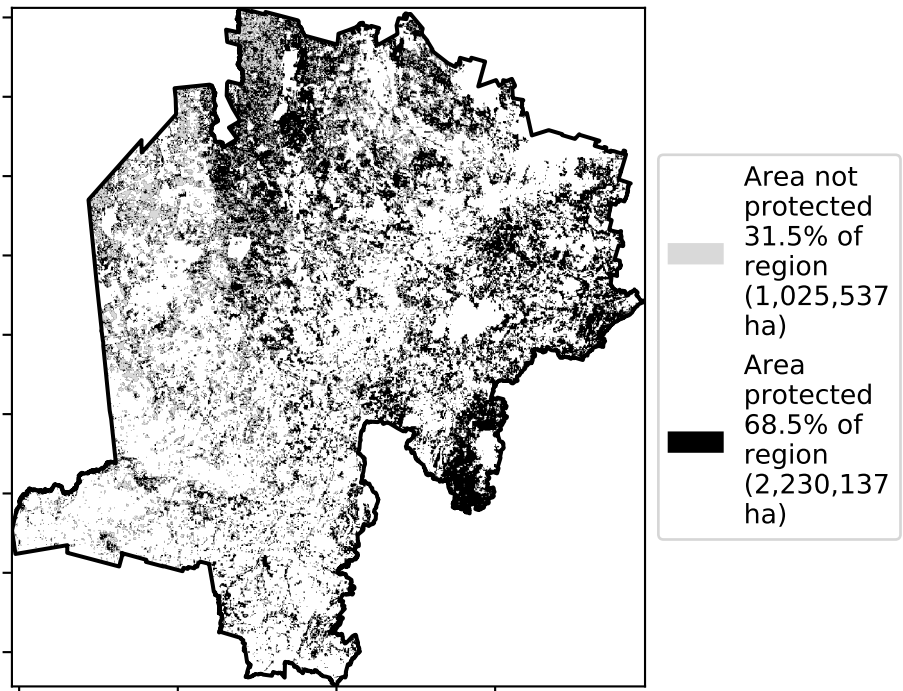 Area not
protected
31.5% of
region
(1,025,537
ha)
Area
protected
68.5% of
region
(2,230,137
ha)